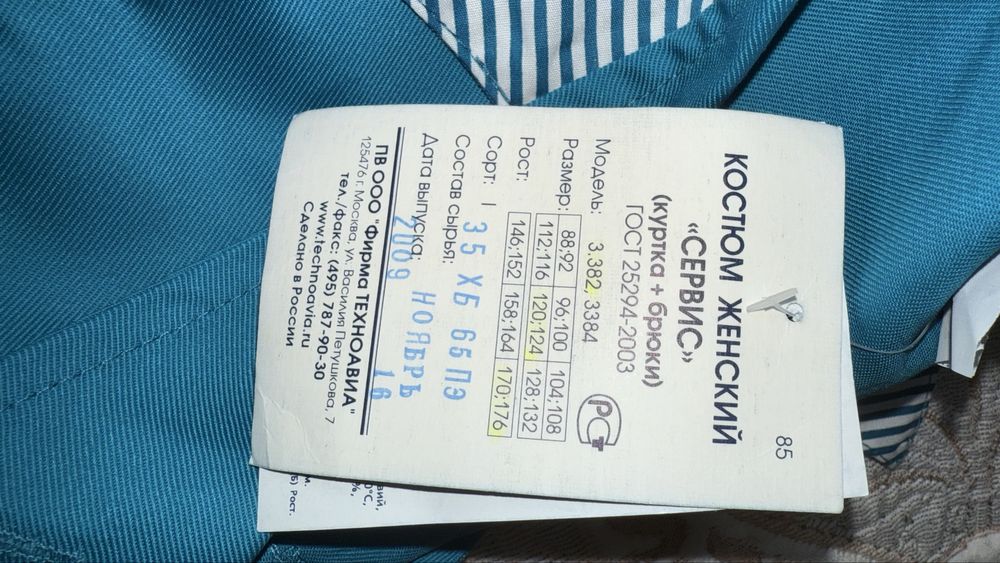 85
КОСТЮМ ЖЕНСКИЙ
«СЕРВИС»
(куртка + брюки)
ГОСТ 25294-2003
РСТ
Модель: 3.382, 3384
Размер: 88;92 96;100 104;108
112;116 120;124 128;132
Рост: 146;152 158;164 170;176
Сорт: I
Состав сырья: 35 ХБ 65ПЭ
Дата выпуска: НОЯБРЬ 16
2009
ПВ ООО "Фирма ТЕХНОАВИА"
125476 г. Москва, ул. Василия Петушкова, 7
тел./факс: (495) 787-90-30
www.technoavia.ru
Сделано в России